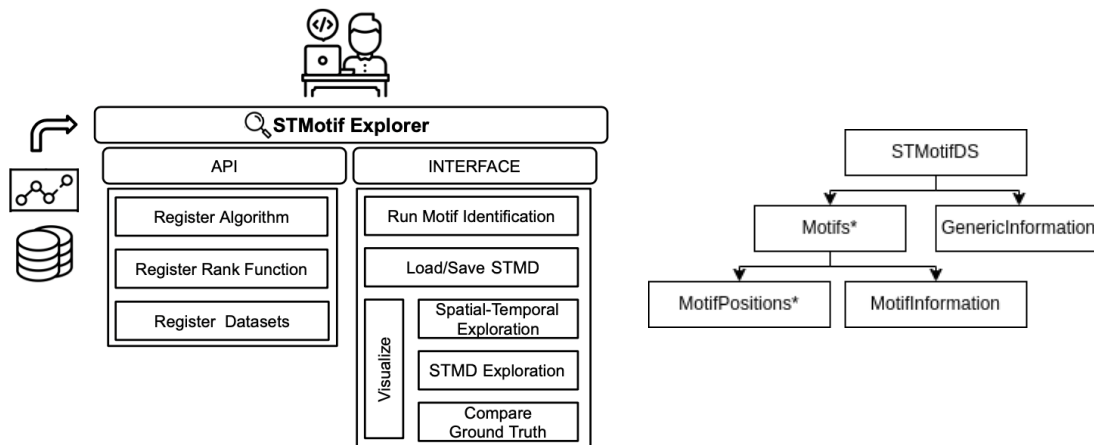 </>
STMotif Explorer
API
INTERFACE
Register Algorithm
Register Rank Function
Register Datasets
Run Motif Identification
Load/Save STMD
Visualize
Spatial-Temporal
Exploration
STMD Exploration
Compare
Ground Truth
STMotifDS
Motifs*
GenericInformation
MotifPositions*
MotifInformation